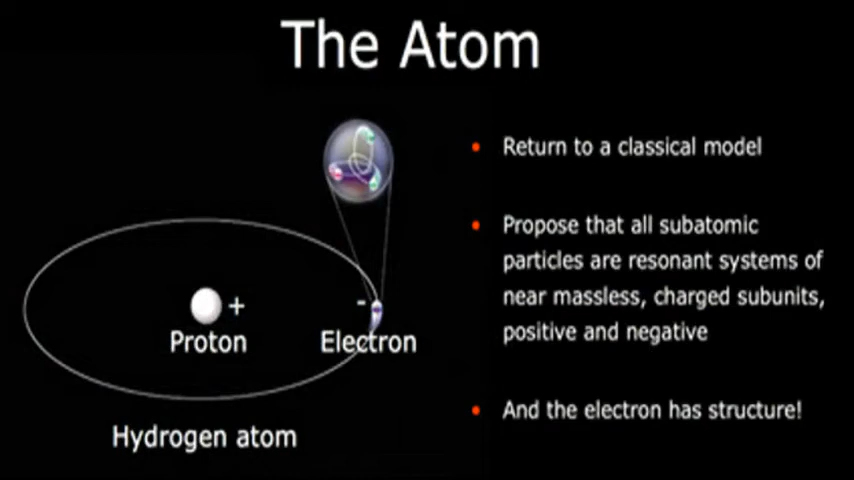 The Atom
Return to a classical model
Propose that all subatomic
particles are resonant systems of
near massless, charged subunits,
positive and negative
And the electron has structure!
+
-
Proton
Electron
Hydrogen atom